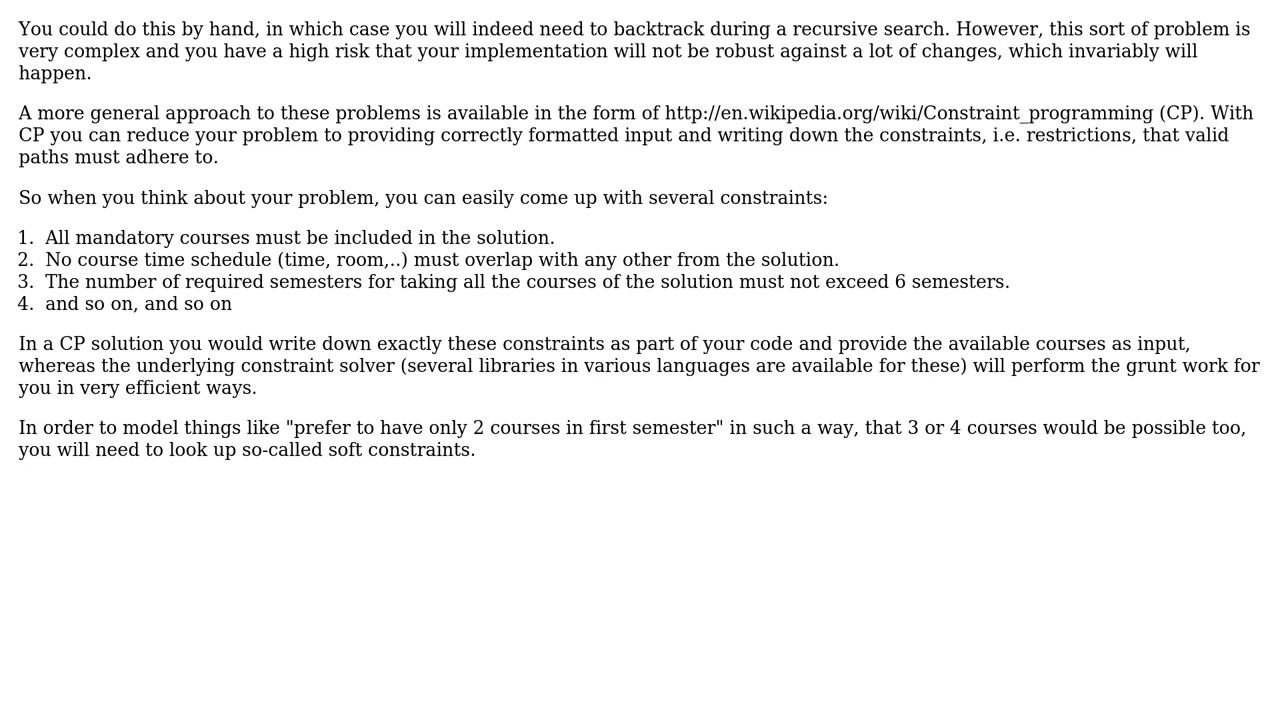 You could do this by hand, in which case you will indeed need to backtrack during a recursive search. However, this sort of problem is
very complex and you have a high risk that your implementation will not be robust against a lot of changes, which invariably will
happen.
A more general approach to these problems is available in the form of http://en.wikipedia.org/wiki/Constraint_programming (CP). With
CP you can reduce your problem to providing correctly formatted input and writing down the constraints, i.e. restrictions, that valid
paths must adhere to.
So when you think about your problem, you can easily come up with several constraints:
1. All mandatory courses must be included in the solution.
2. No course time schedule (time, room,..) must overlap with any other from the solution.
3. The number of required semesters for taking all the courses of the solution must not exceed 6 semesters.
4. and so on, and so on
In a CP solution you would write down exactly these constraints as part of your code and provide the available courses as input,
whereas the underlying constraint solver (several libraries in various languages are available for these) will perform the grunt work for
you in very efficient ways.
In order to model things like "prefer to have only 2 courses in first semester" in such a way, that 3 or 4 courses would be possible too,
you will need to look up so-called soft constraints.